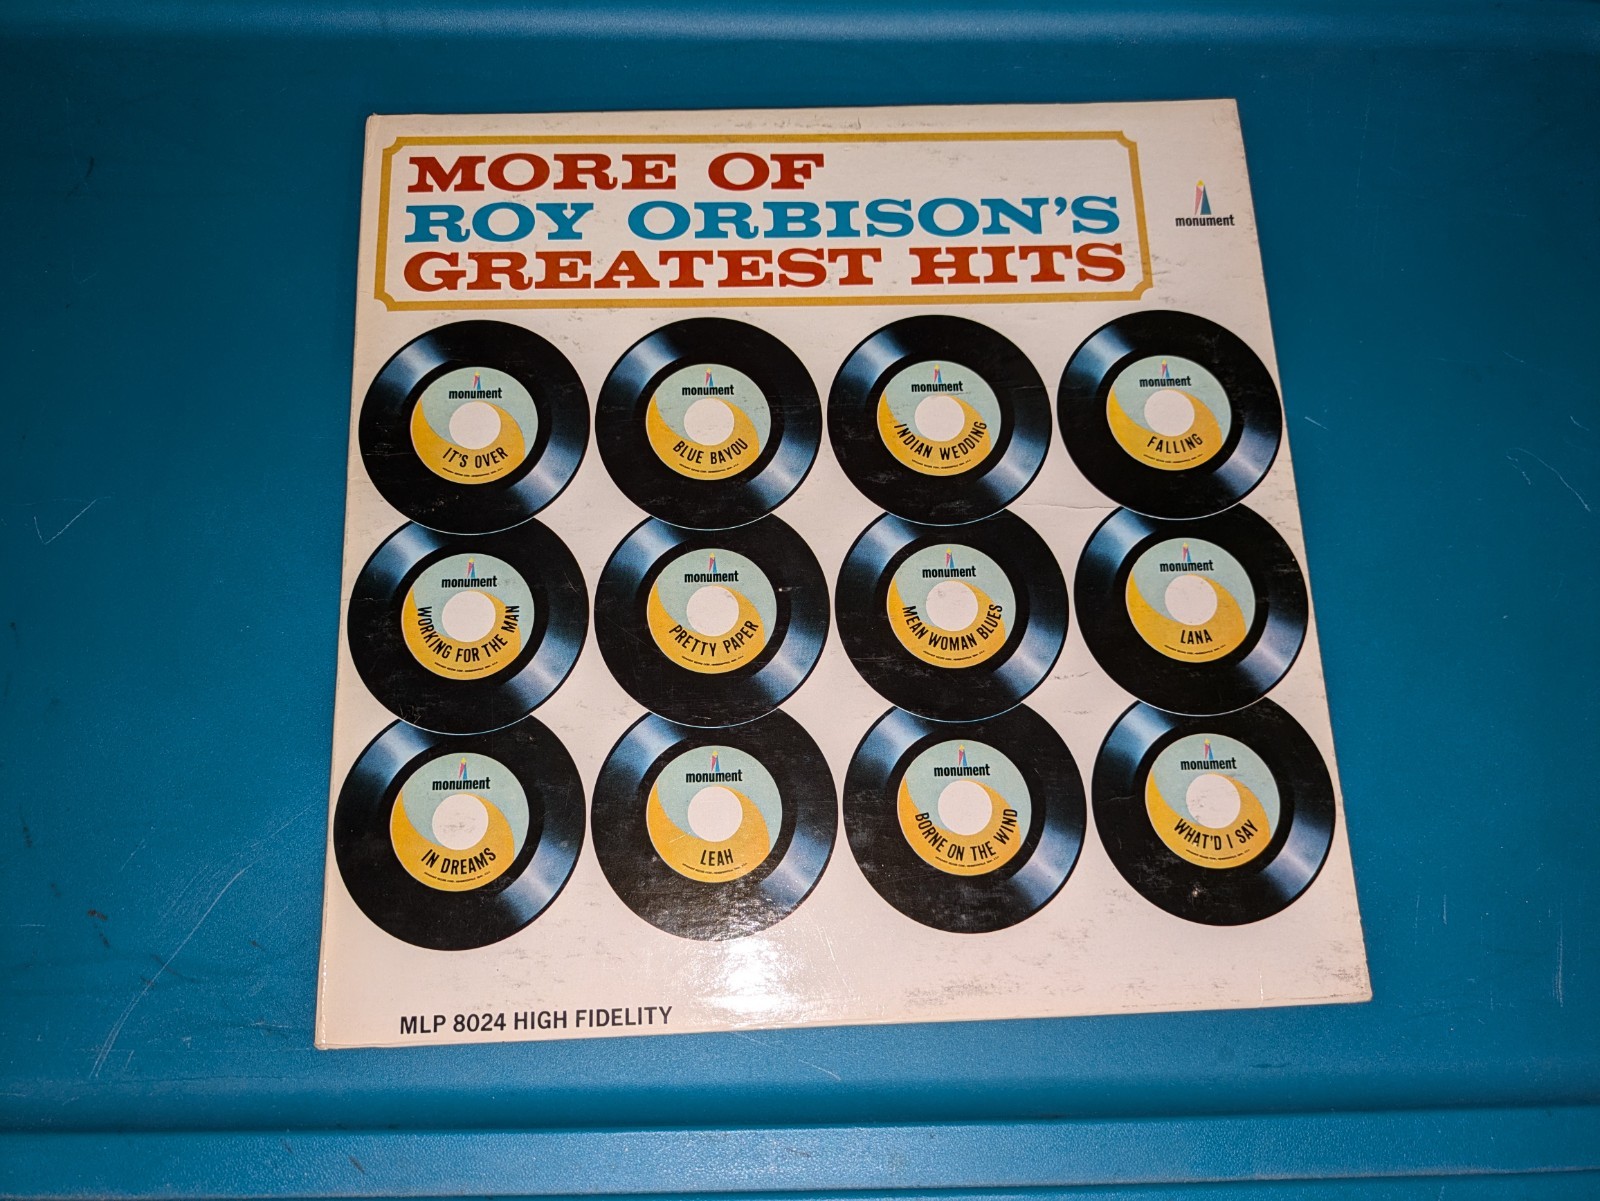 MORE OF
ROY ORBISON'S
GREATEST HITS
monument
monument
IT'S OVER
monument
BLUE BAYOU
monument
INDIAN WEDDING
monument
FALLING
monument
WORKING FOR THE MAN
monument
PRETTY PAPER
monument
MEAN WOMAN BLUES
monument
LANA
monument
IN DREAMS
monument
LEAH
monument
BORNE ON THE WIND
monument
WHAT'D I SAY
MLP 8024 HIGH FIDELITY